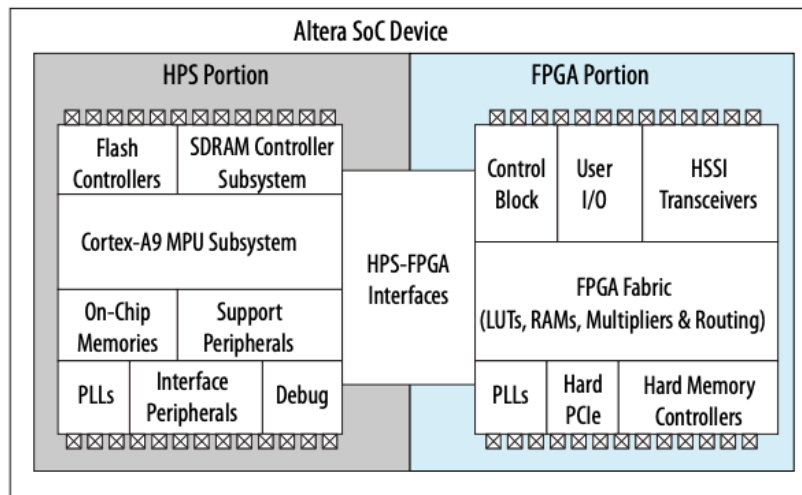 Altera SoC Device
HPS Portion
FPGA Portion
Flash
Controllers
SDRAM Controller
Subsystem
Cortex-A9 MPU Subsystem
On-Chip
Memories
Support
Peripherals
PLLs
Interface
Peripherals
Debug
HPS-FPGA
Interfaces
Control
Block
User
I/O
HSSI
Transceivers
FPGA Fabric
(LUTs, RAMs, Multipliers & Routing)
PLLs
Hard
PCIe
Hard Memory
Controllers